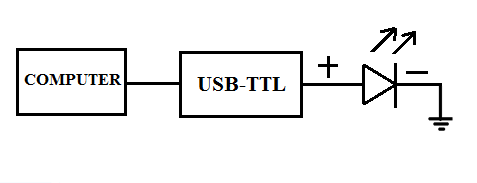 COMPUTER
USB-TTL
+
−